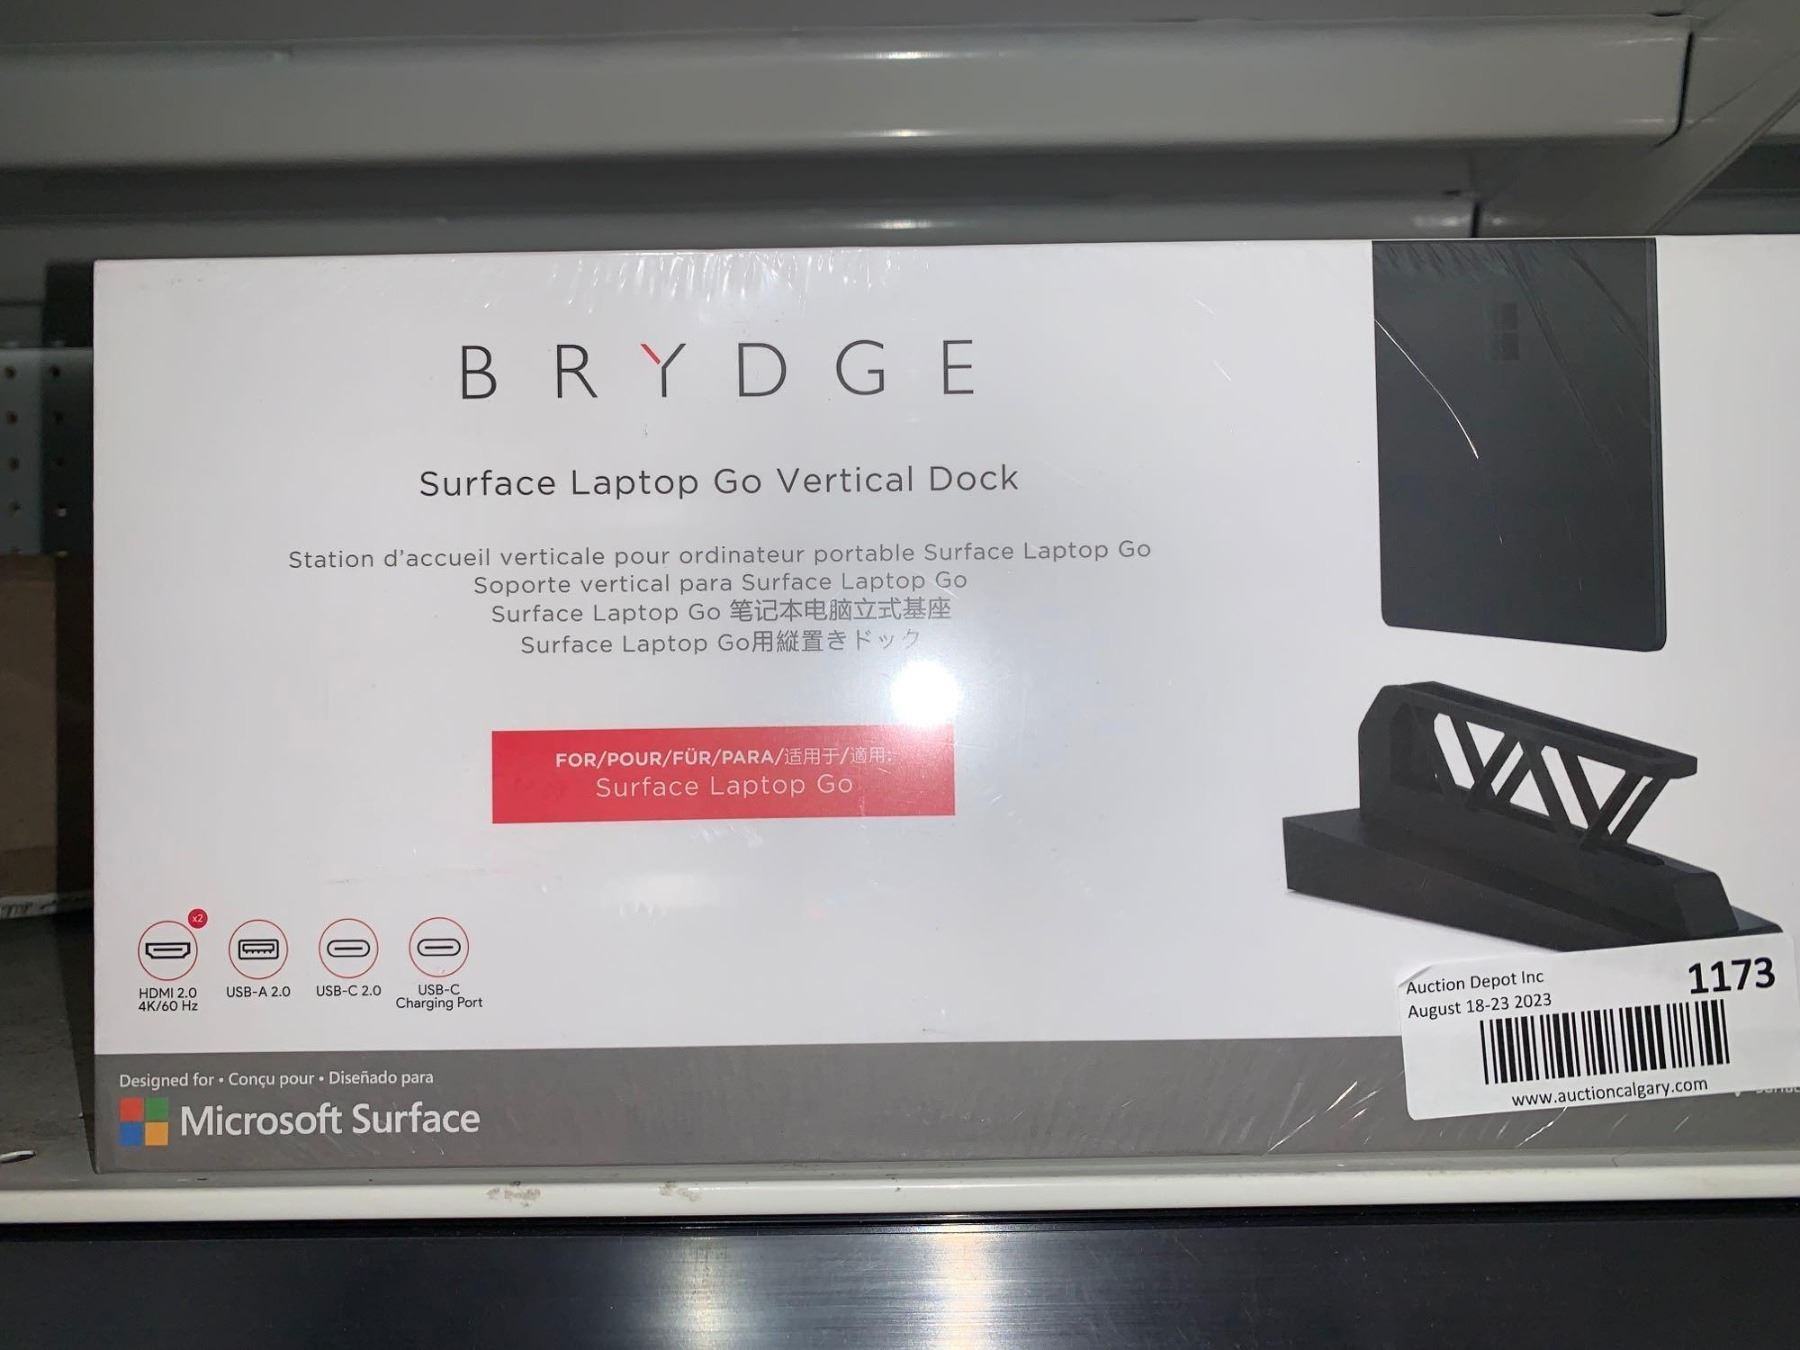 BRYDGE
Surface Laptop Go Vertical Dock
Station d'accueil verticale pour ordinateur portable Surface Laptop Go
Soporte vertical para Surface Laptop Go
Surface Laptop Go 笔记本电脑立式基座
Surface Laptop Go用縦置きドック
FOR/POUR/FÜR/PARA/适用于/適用:
Surface Laptop Go
x2
HDMI 2.0
4K/60 Hz
USB-A 2.0
USB-C 2.0
USB-C
Charging Port
Designed for • Conçu pour • Diseñado para
Microsoft Surface
Auction Depot Inc
August 18-23 2023
1173
www.auctioncalgary.com